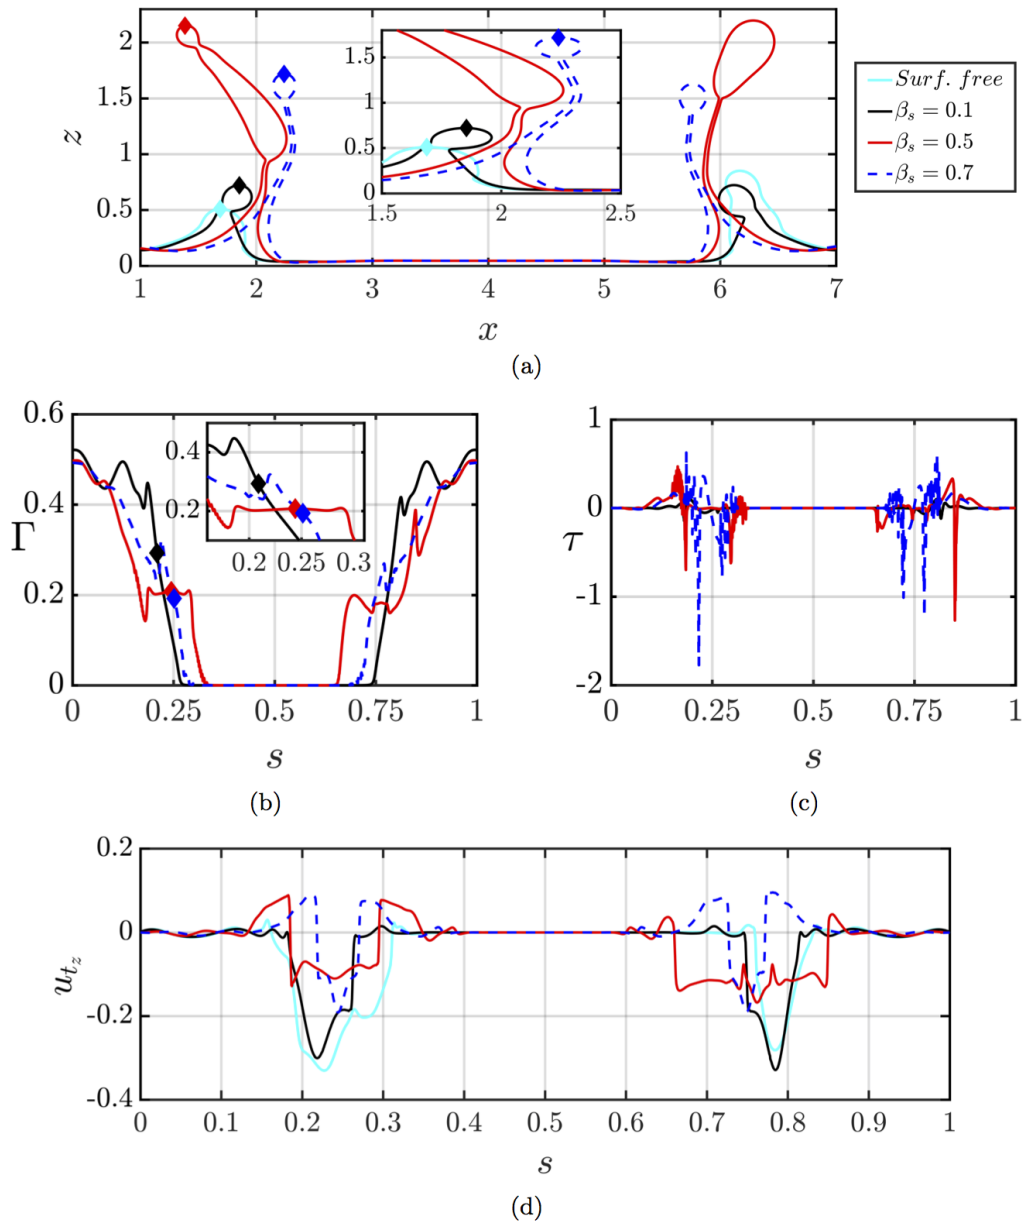 2
1.5
1
0.5
0
z
1.5
1
0.5
0
1.5 2 2.5
Surf. free
βs = 0.1
βs = 0.5
βs = 0.7
1 2 3 4 5 6 7
x
(a)
0.6
0.4
0.2
0
Γ
0.4
0.2
0.2 0.25 0.3
0 0.25 0.5 0.75 1
s
(b)
1
0
-1
-2
τ
0 0.25 0.5 0.75 1
s
(c)
0.2
0
-0.2
-0.4
utz
0 0.1 0.2 0.3 0.4 0.5 0.6 0.7 0.8 0.9 1
s
(d)